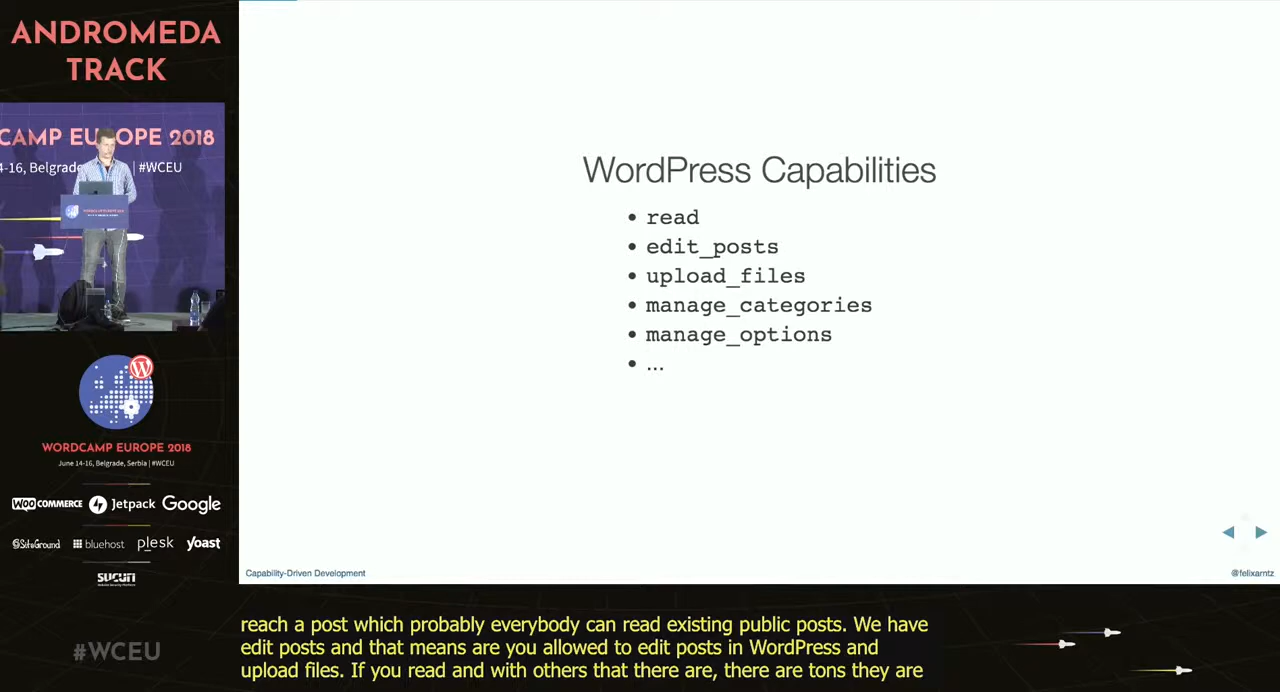 ANDROMEDA
TRACK
CAMP EUROPE 2018
4-16, Belgrade #WCEU
WORDCAMP EUROPE 2018
June 14-16, Belgrade, Serbia | #WCEU
WOO COMMERCE Jetpack Google
SiteGround bluehost plesk yoast
SUCURI
#WCEU
WordPress Capabilities
• read
• edit_posts
• upload_files
• manage_categories
• manage_options
• ...
Capability-Driven Development
@felixarntz
reach a post which probably everybody can read existing public posts. We have
edit posts and that means are you allowed to edit posts in WordPress and
upload files. If you read and with others that there are, there are tons they are